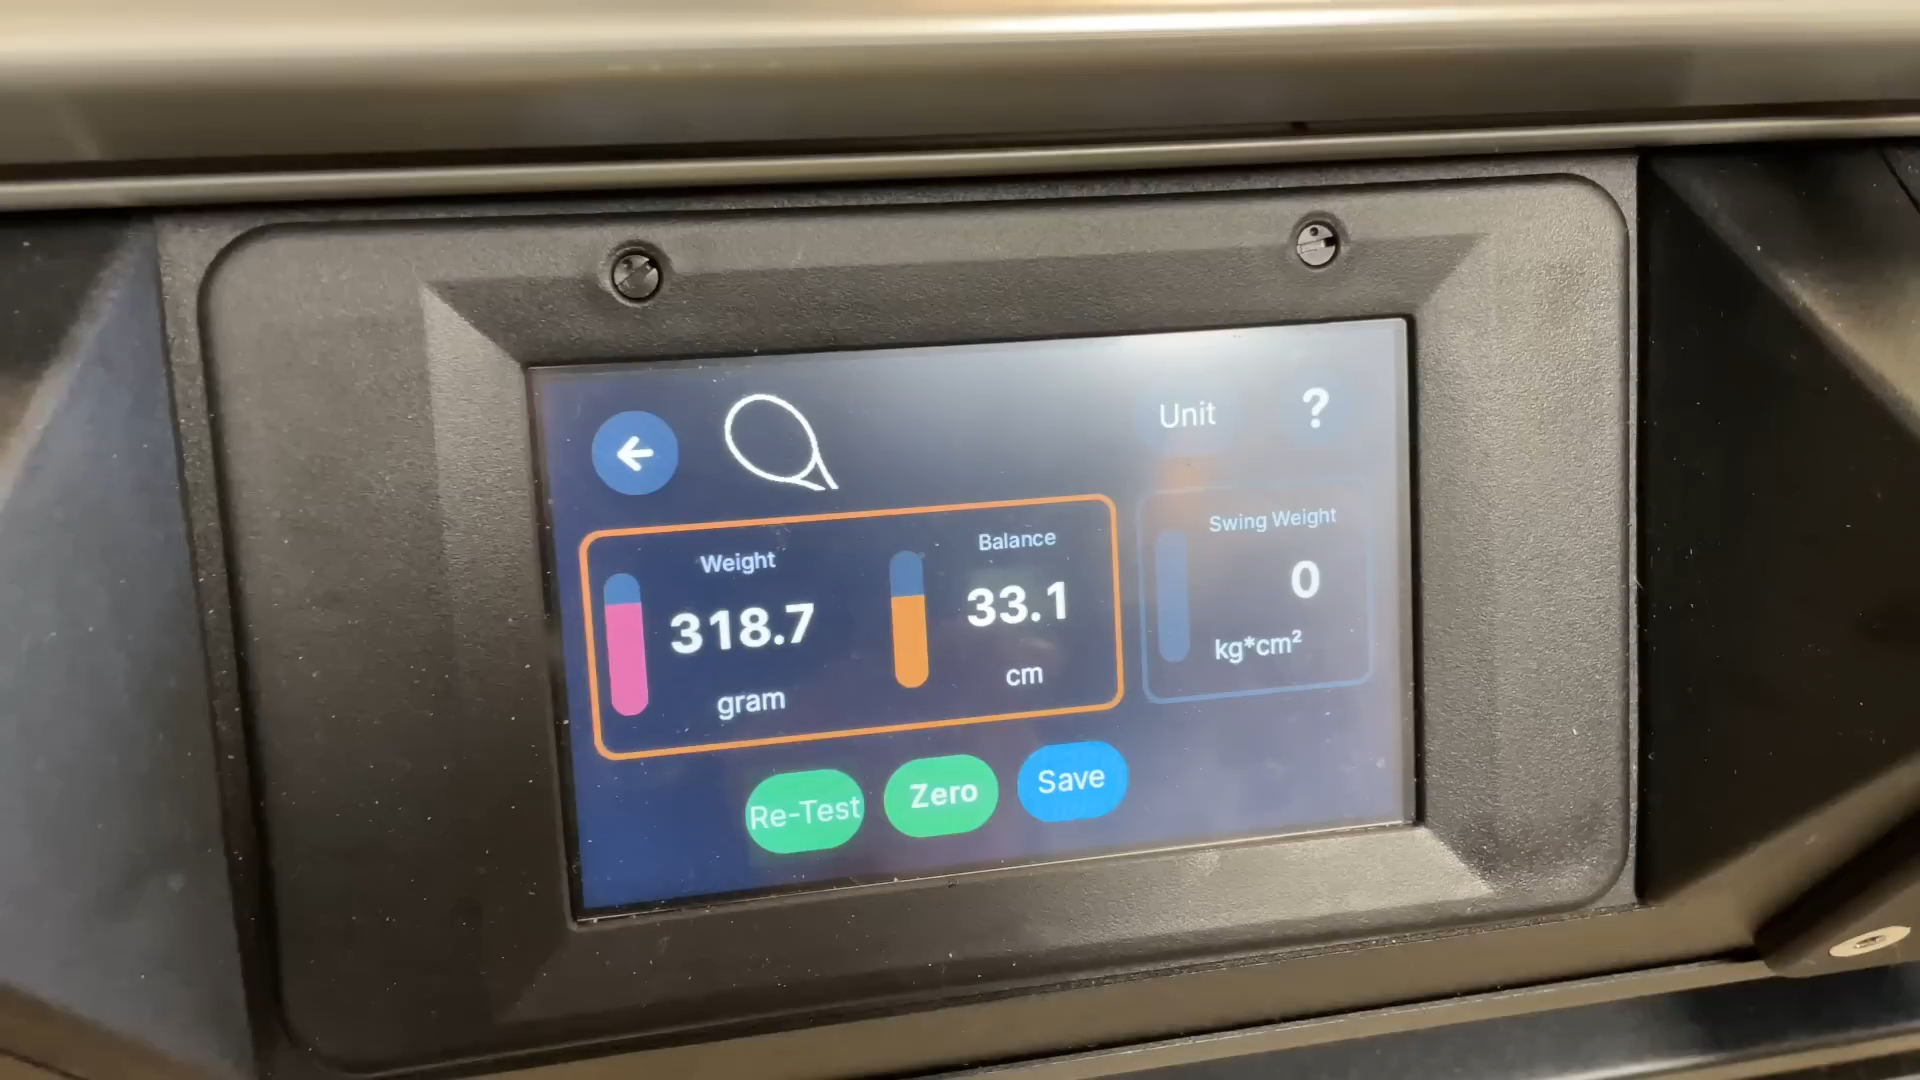 Unit ?
Weight
318.7
gram
Balance
33.1
cm
Swing Weight
0
kg*cm²
Re-Test
Zero
Save